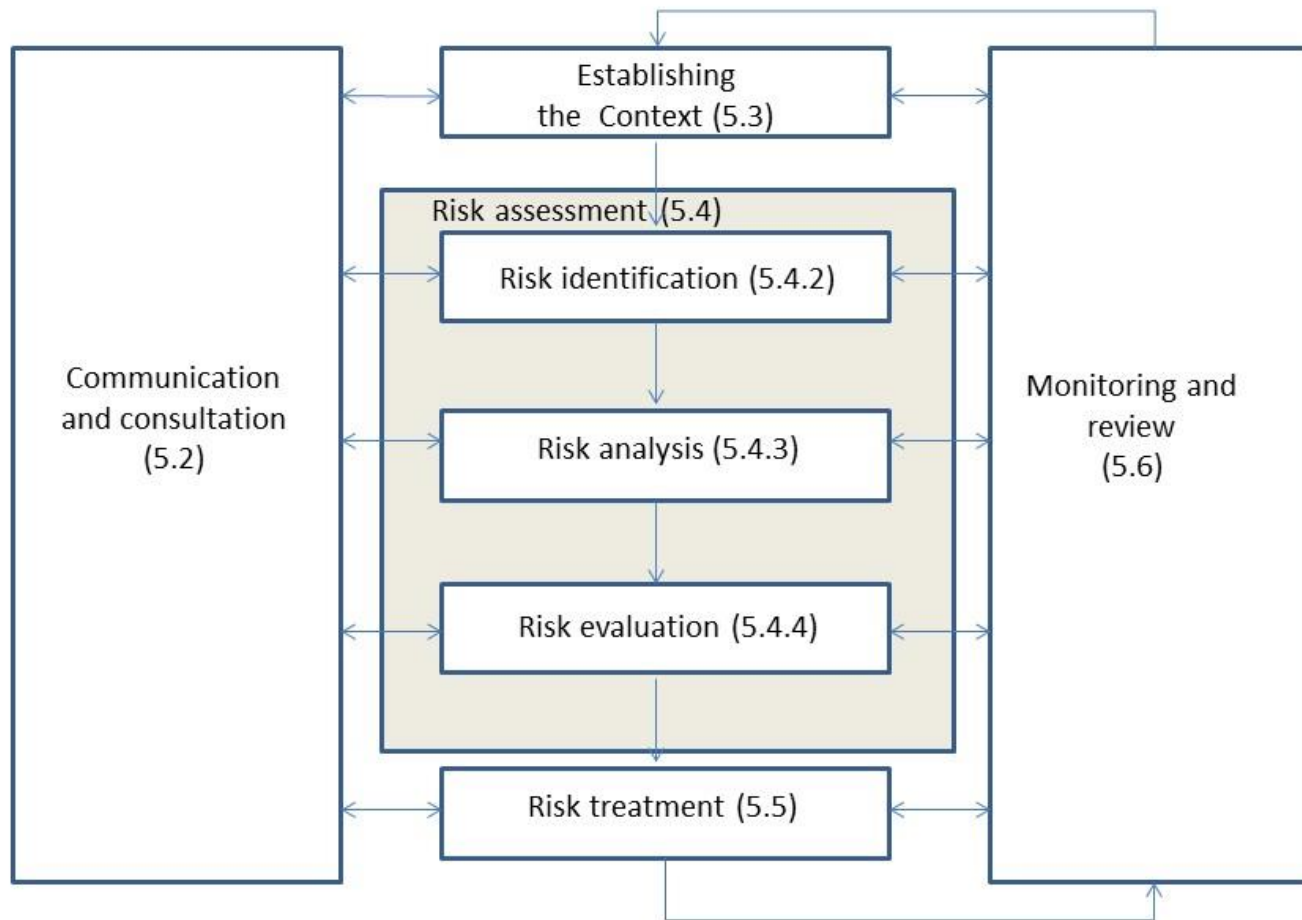 Establishing
the Context (5.3)
Risk assessment (5.4)
Risk identification (5.4.2)
Communication
and consultation
(5.2)
Risk analysis (5.4.3)
Monitoring and
review
(5.6)
Risk evaluation (5.4.4)
Risk treatment (5.5)